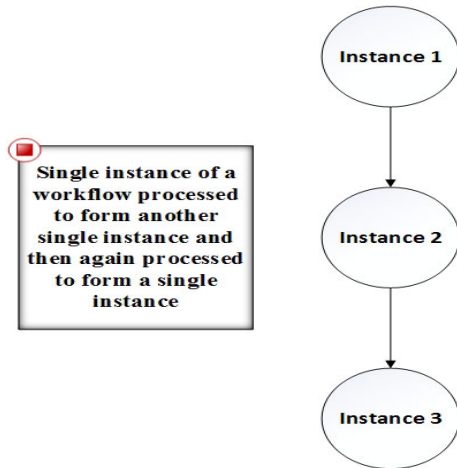 Instance 1
Single instance of a
workflow processed
to form another
single instance and
then again processed
to form a single
instance
Instance 2
Instance 3